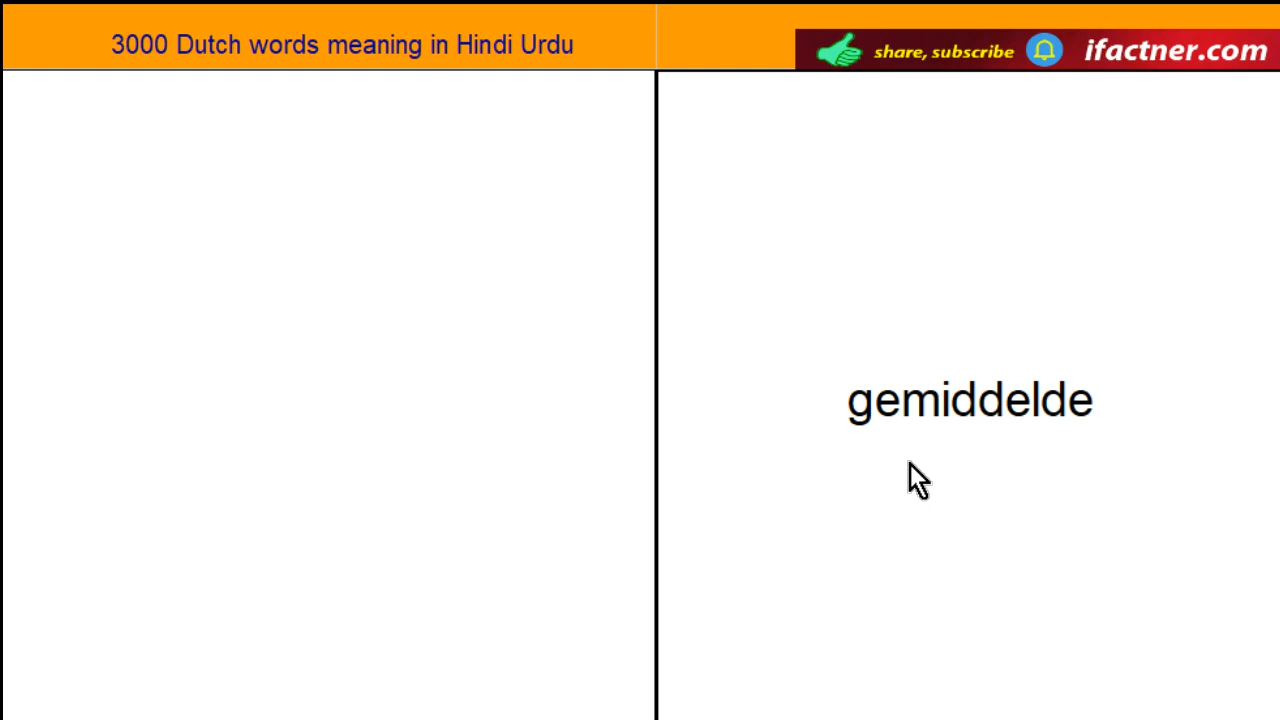 3000 Dutch words meaning in Hindi Urdu
share, subscribe ifactner.com
gemiddelde